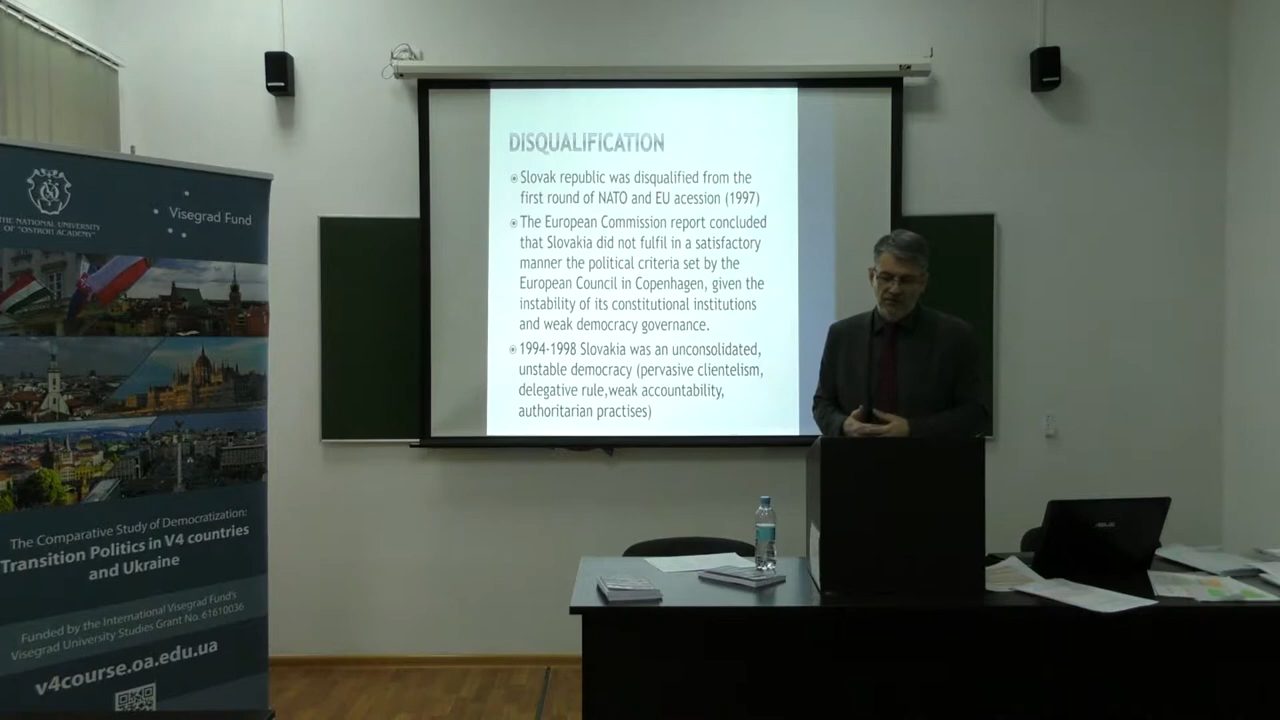 THE NATIONAL UNIVERSITY
OF "OSTROH ACADEMY"
Visegrad Fund
The Comparative Study of Democratization:
Transition Politics in V4 countries
and Ukraine
Funded by the International Visegrad Fund's
Visegrad University Studies Grant No. 61610036
v4course.oa.edu.ua
DISQUALIFICATION
Slovak republic was disqualified from the
first round of NATO and EU acession (1997)
The European Commission report concluded
that Slovakia did not fulfil in a satisfactory
manner the political criteria set by the
European Council in Copenhagen, given the
instability of its constitutional institutions
and weak democracy governance.
1994-1998 Slovakia was an unconsolidated,
unstable democracy (pervasive clientelism,
delegative rule,weak accountability,
authoritarian practises)
ASUS